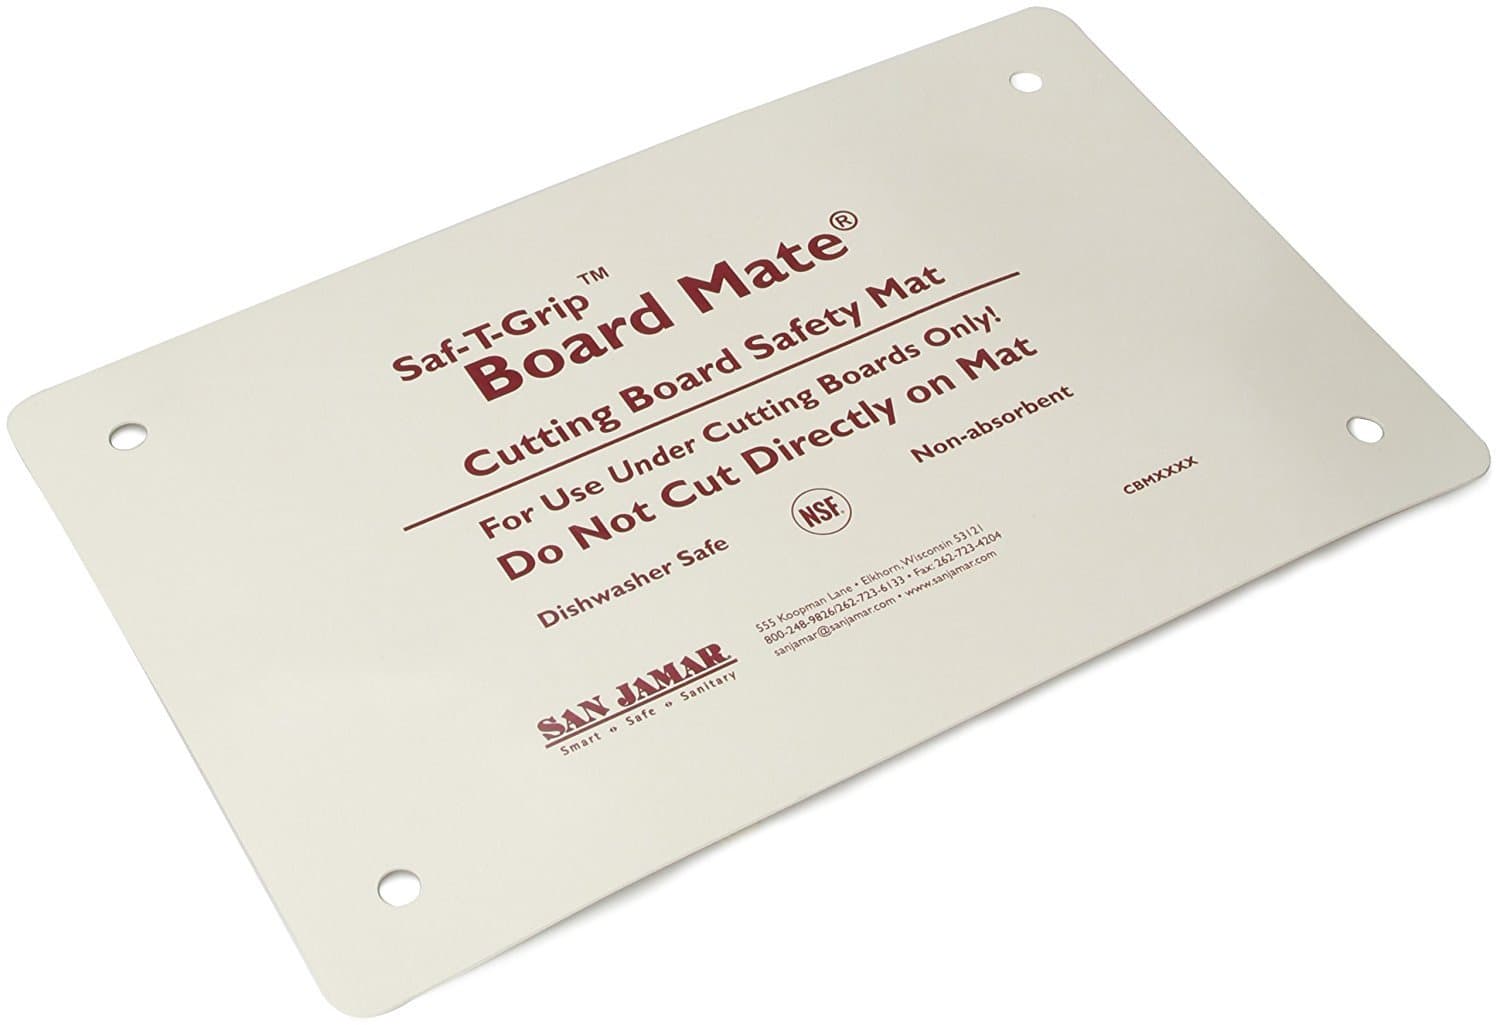 Saf-T-Grip™
Board Mate®
Cutting Board Safety Mat
For Use Under Cutting Boards Only!
Do Not Cut Directly on Mat
Dishwasher Safe
NSF®
Non-absorbent
SAN JAMAR
Smart ‹› Safe ‹› Sanitary
555 Koopman Lane • Elkhorn, Wisconsin 53121
800-248-9826/262-723-6133 • Fax: 262-723-4204
sanjamar@sanjamar.com • www.sanjamar.com
CBMXXXX